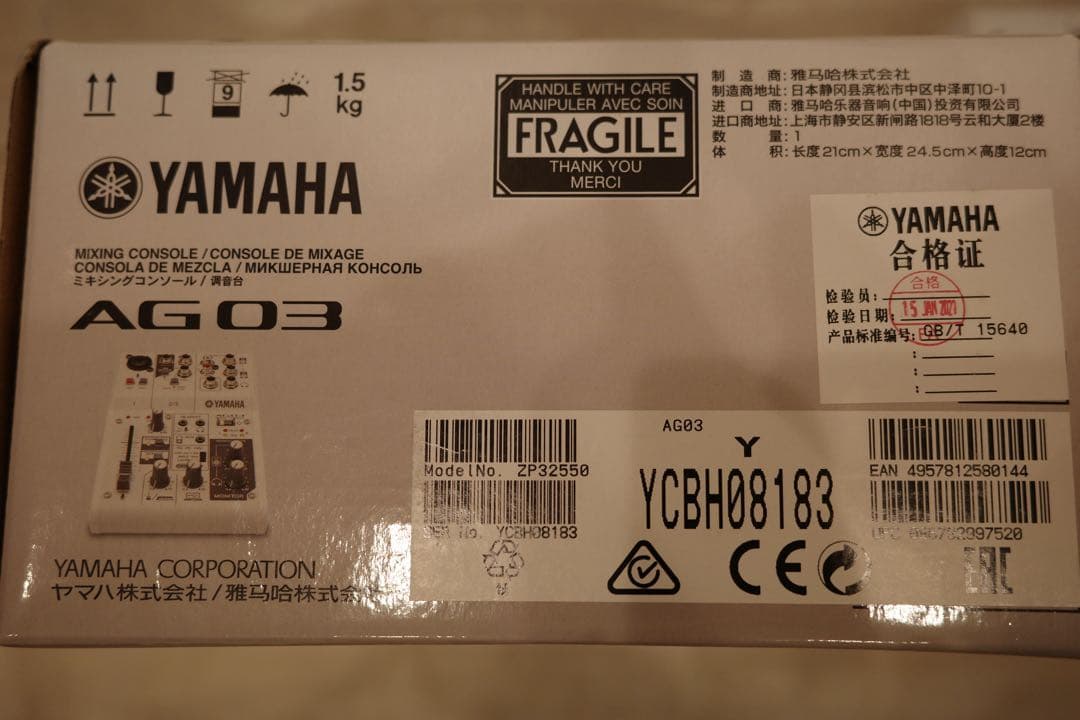 1.5
kg
9
YAMAHA
MIXING CONSOLE / CONSOLE DE MIXAGE
CONSOLA DE MEZCLA / МИКШЕРНАЯ КОНСОЛЬ
ミキシングコンソール / 调音台
AG 03
YAMAHA
MONITOR
YAMAHA CORPORATION
ヤマハ株式会社 / 雅马哈株式会
HANDLE WITH CARE
MANIPULER AVEC SOIN
FRAGILE
THANK YOU
MERCI
制 造 商: 雅马哈株式会社
制造商地址: 日本静冈县滨松市中区中泽町10-1
进 口 商: 雅马哈乐器音响(中国)投资有限公司
进口商地址: 上海市静安区新闸路1818号云和大厦2楼
数 量: 1
体 积: 长度21cm×宽度24.5cm×高度12cm
YAMAHA
合格证
检验员:
检验日期:
产品标准编号: GB/T 15640
合格
15 JAN 2021
AG03
Y
YCBH08183
ModelNo. ZP32550
SER No. YCBH08183
EAN 4957812580144
CE
EAC